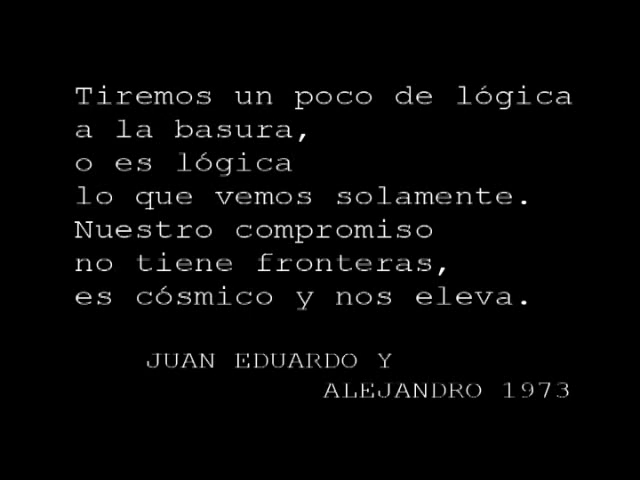 Tiremos un poco de lógica
a la basura,
o es lógica
lo que vemos solamente.
Nuestro compromiso
no tiene fronteras,
es cósmico y nos eleva.
JUAN EDUARDO Y
ALEJANDRO 1973